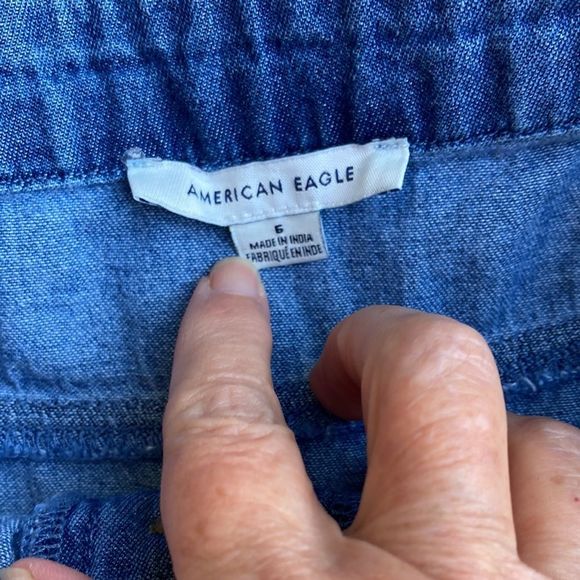 AMERICAN EAGLE
6
MADE IN INDIA
FABRIQUÉ EN INDE